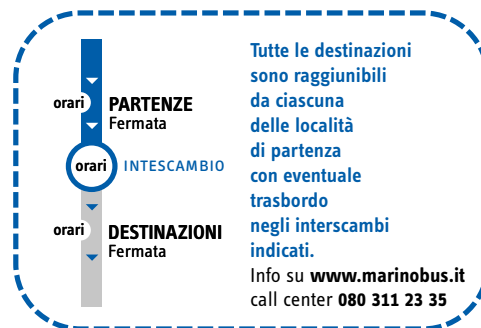 orari PARTENZE
Fermata
orari INTESCAMBIO
orari DESTINAZIONI
Fermata
Tutte le destinazioni
sono raggiunibili
da ciascuna
delle località
di partenza
con eventuale
trasbordo
negli interscambi
indicati.
Info su www.marinobus.it
call center 080 311 23 35